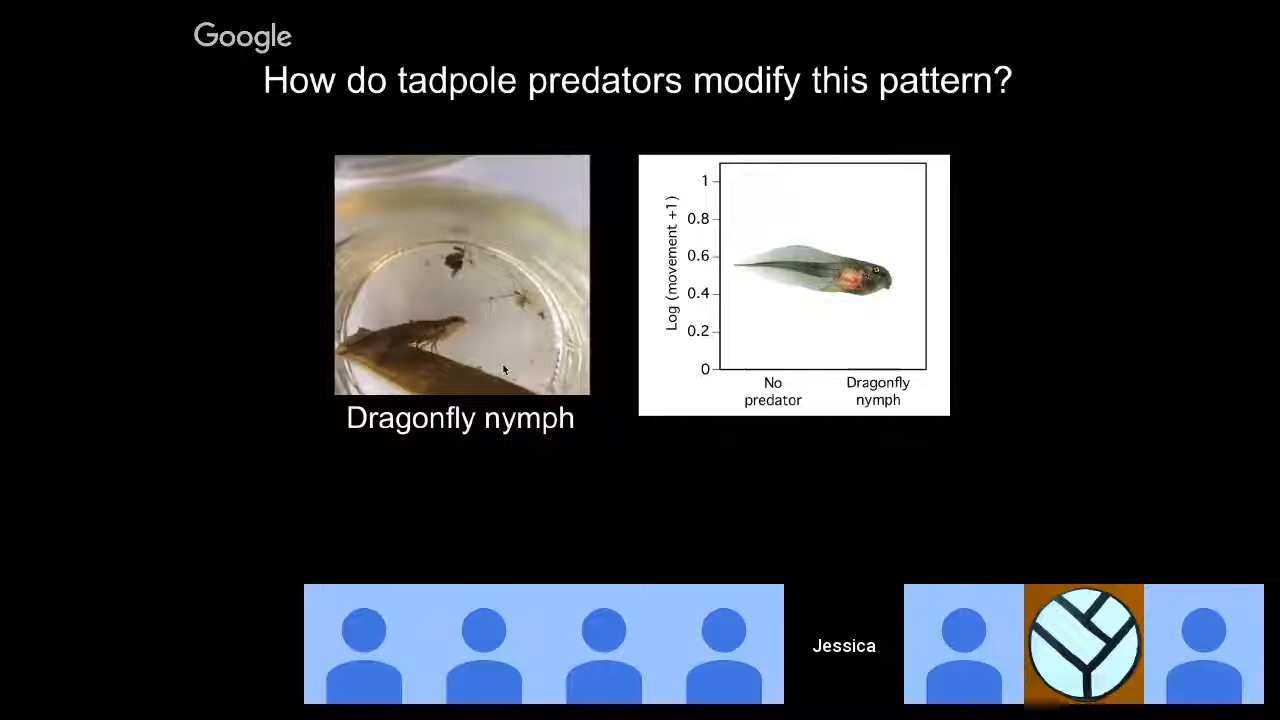 Google
How do tadpole predators modify this pattern?
Log (movement +1)
1
0.8
0.6
0.4
0.2
0
No
predator
Dragonfly
nymph
Dragonfly nymph
Jessica